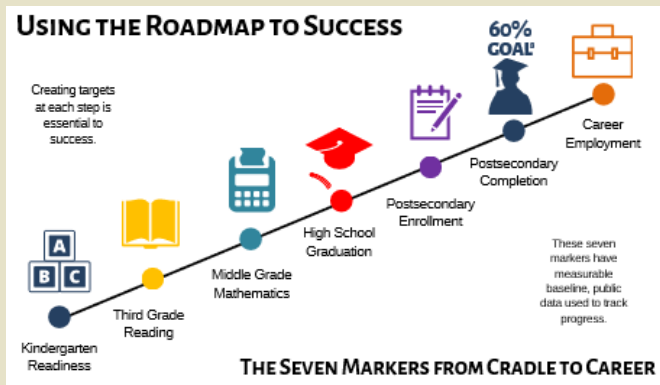 USING THE ROADMAP TO SUCCESS
60%
GOAL²
Creating targets
at each step is
essential to
success.
Career
Employment
Postsecondary
Completion
Postsecondary
Enrollment
High School
Graduation
Middle Grade
Mathematics
Third Grade
Reading
A
B C
Kindergarten
Readiness
These seven
markers have
measurable
baseline, public
data used to track
progress.
THE SEVEN MARKERS FROM CRADLE TO CAREER